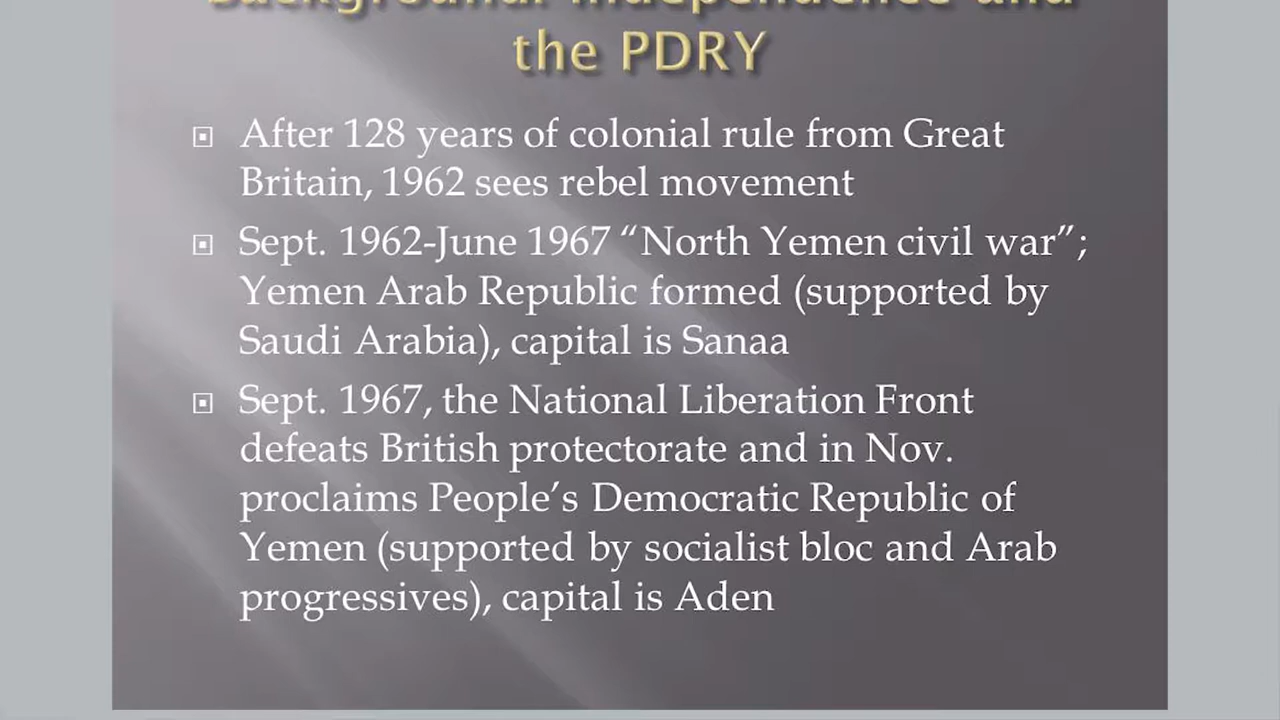 Background: Independence and
the PDRY
After 128 years of colonial rule from Great
Britain, 1962 sees rebel movement
Sept. 1962-June 1967 “North Yemen civil war”;
Yemen Arab Republic formed (supported by
Saudi Arabia), capital is Sanaa
Sept. 1967, the National Liberation Front
defeats British protectorate and in Nov.
proclaims People’s Democratic Republic of
Yemen (supported by socialist bloc and Arab
progressives), capital is Aden